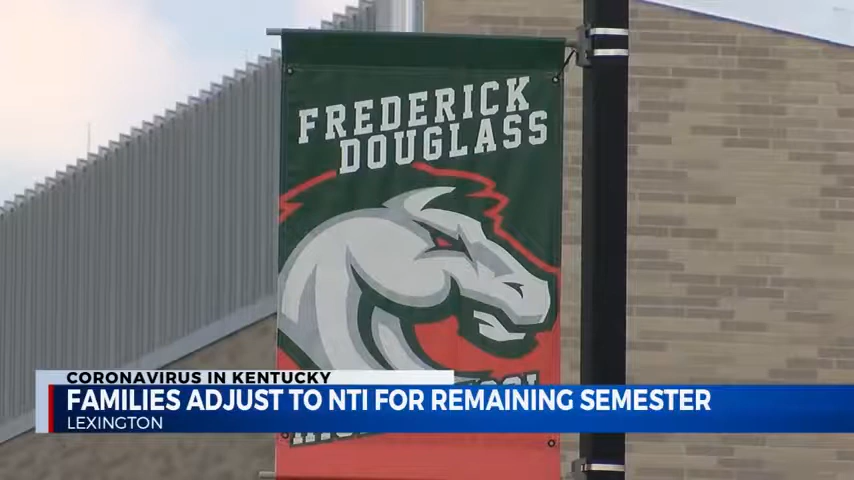 FREDERICK
DOUGLASS
CORONAVIRUS IN KENTUCKY
FAMILIES ADJUST TO NTI FOR REMAINING SEMESTER
LEXINGTON